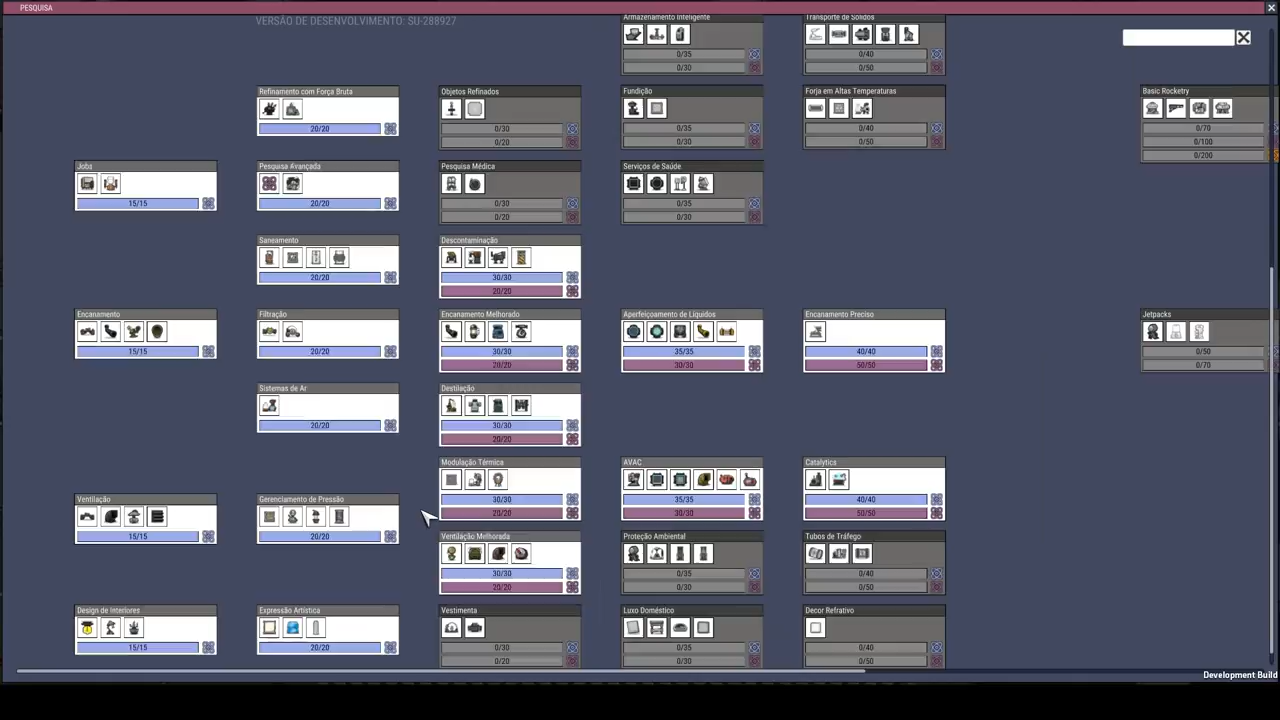 PESQUISA
VERSÃO DE DESENVOLVIMENTO: SU-288927
Armazenamento Inteligente
0/35
0/30
Transporte de Sólidos
0/40
0/50
Refinamento com Força Bruta
20/20
Objetos Refinados
0/30
0/20
Fundição
0/35
0/30
Forja em Altas Temperaturas
0/40
0/50
Basic Rocketry
0/70
0/100
0/200
Jobs
15/15
Pesquisa Avançada
20/20
Pesquisa Médica
0/30
0/20
Serviços de Saúde
0/35
0/30
Saneamento
20/20
Descontaminação
30/30
20/20
Encanamento
15/15
Filtração
20/20
Encanamento Melhorado
30/30
20/20
Aperfeiçoamento de Líquidos
35/35
30/30
Encanamento Preciso
40/40
50/50
Jetpacks
0/50
0/70
Sistemas de Ar
20/20
Destilação
30/30
20/20
Modulação Térmica
30/30
20/20
AVAC
35/35
30/30
Catalytics
40/40
50/50
Ventilação
15/15
Gerenciamento de Pressão
20/20
Ventilação Melhorada
30/30
20/20
Proteção Ambiental
0/35
0/30
Tubos de Tráfego
0/40
0/50
Design de Interiores
15/15
Expressão Artística
20/20
Vestimenta
0/30
0/20
Luxo Doméstico
0/35
0/30
Decor Refrativo
0/40
0/50
Development Build